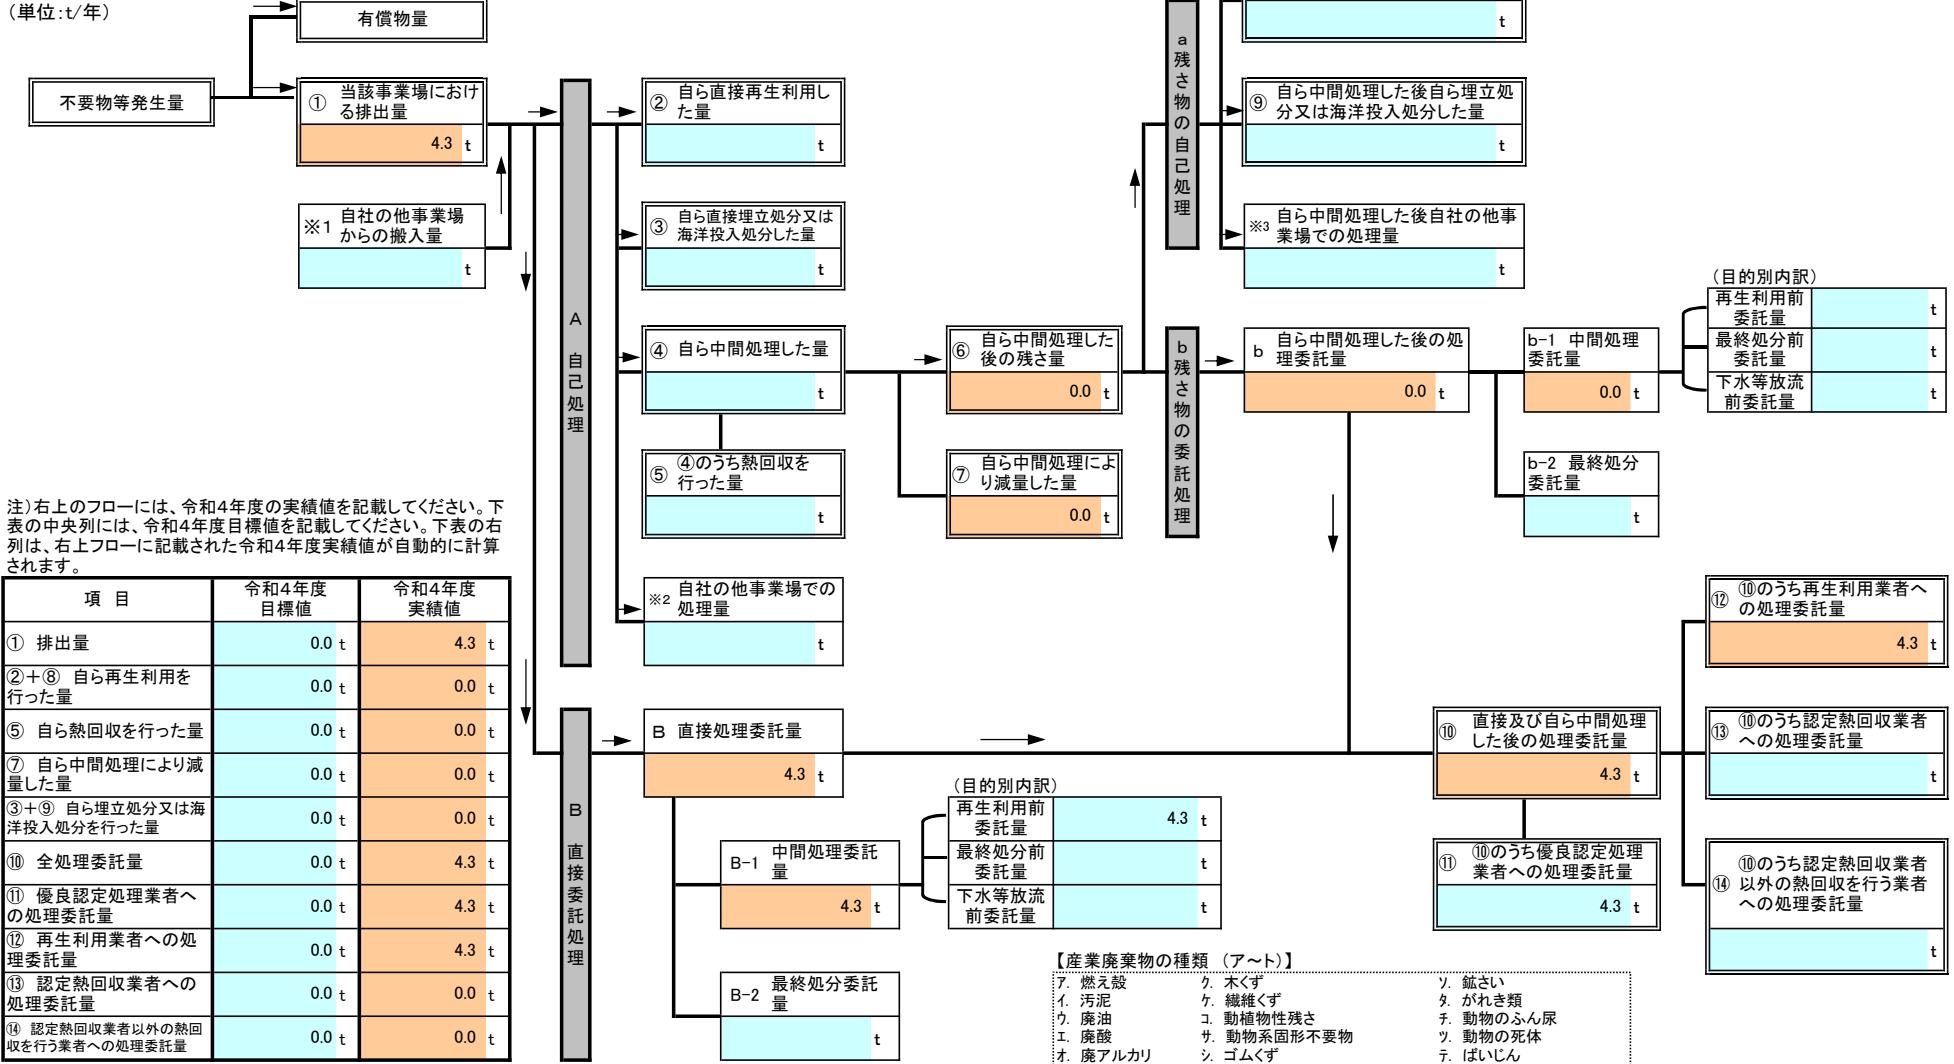 （単位:t/年）
有償物量
不要物等発生量
① 当該事業場におけ
る排出量
4.3 t
※1 自社の他事業場
からの搬入量
t
A
自
己
処
理
② 自ら直接再生利用し
た量
t
③ 自ら直接埋立処分又は
海洋投入処分した量
t
④ 自ら中間処理した量
t
⑤ ④のうち熱回収を
行った量
t
※2 自社の他事業場での
処理量
t
⑥ 自ら中間処理した
後の残さ量
0.0 t
⑦ 自ら中間処理によ
り減量した量
0.0 t
a
残
さ
物
の
自
己
処
理
t
⑨ 自ら中間処理した後自ら埋立処
分又は海洋投入処分した量
t
※3 自ら中間処理した後自社の他事
業場での処理量
t
b
残
さ
物
の
委
託
処
理
b 自ら中間処理した後の処
理委託量
0.0 t
b-1 中間処理
委託量
0.0 t
b-2 最終処分
委託量
t
（目的別内訳）
再生利用前
委託量 t
最終処分前
委託量 t
下水等放流
前委託量 t
注）右上のフローには、令和4年度の実績値を記載してください。下
表の中央列には、令和4年度目標値を記載してください。下表の右
列は、右上フローに記載された令和4年度実績値が自動的に計算
されます。
項 目 令和4年度
目標値 令和4年度
実績値
① 排出量 0.0 t 4.3 t
②＋⑧ 自ら再生利用を
行った量 0.0 t 0.0 t
⑤ 自ら熱回収を行った量 0.0 t 0.0 t
⑦ 自ら中間処理により減
量した量 0.0 t 0.0 t
③＋⑨ 自ら埋立処分又は海
洋投入処分を行った量 0.0 t 0.0 t
⑩ 全処理委託量 0.0 t 4.3 t
⑪ 優良認定処理業者へ
の処理委託量 0.0 t 4.3 t
⑫ 再生利用業者への処
理委託量 0.0 t 4.3 t
⑬ 認定熱回収業者への
処理委託量 0.0 t 0.0 t
⑭ 認定熱回収業者以外の熱回
収を行う業者への処理委託量 0.0 t 0.0 t
B
直
接
委
託
処
理
B 直接処理委託量
4.3 t
B-1 中間処理委託
量
4.3 t
B-2 最終処分委託
量
t
（目的別内訳）
再生利用前
委託量 4.3 t
最終処分前
委託量 t
下水等放流
前委託量 t
⑩ 直接及び自ら中間処理
した後の処理委託量
4.3 t
⑪ ⑩のうち優良認定処理
業者への処理委託量
4.3 t
⑫ ⑩のうち再生利用業者へ
の処理委託量
4.3 t
⑬ ⑩のうち認定熱回収業者
への処理委託量
t
⑭ ⑩のうち認定熱回収業者
以外の熱回収を行う業者
への処理委託量
t
【産業廃棄物の種類 （ア～ト）】
ア. 燃え殻 ク. 木くず ソ. 鉱さい
イ. 汚泥 ケ. 繊維くず タ. がれき類
ウ. 廃油 コ. 動植物性残さ チ. 動物のふん尿
エ. 廃酸 サ. 動物系固形不要物 ツ. 動物の死体
オ. 廃アルカリ シ. ゴムくず テ. ばいじん